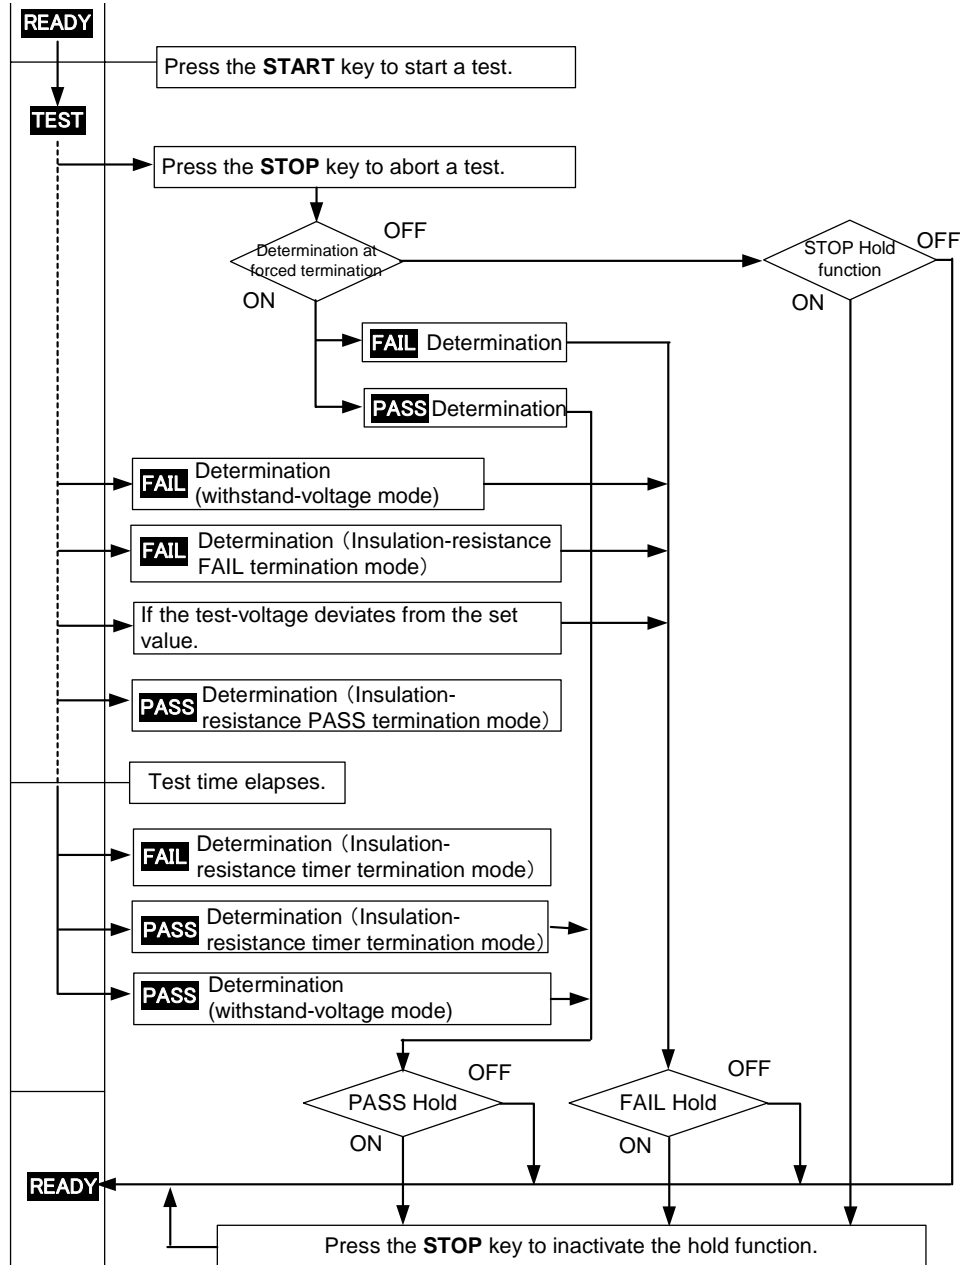 READY
Press the START key to start a test.
TEST
Press the STOP key to abort a test.
OFF
Determination at
forced termination
ON
STOP Hold
function
OFF
ON
FAIL Determination
PASS Determination
FAIL Determination
(withstand-voltage mode)
FAIL Determination（Insulation-resistance
FAIL termination mode）
If the test-voltage deviates from the set
value.
PASS Determination（Insulation-
resistance PASS termination mode）
Test time elapses.
FAIL Determination（Insulation-
resistance timer termination mode）
PASS Determination（Insulation-
resistance timer termination mode）
PASS Determination
(withstand-voltage mode)
OFF
PASS Hold
ON
OFF
FAIL Hold
ON
READY
Press the STOP key to inactivate the hold function.